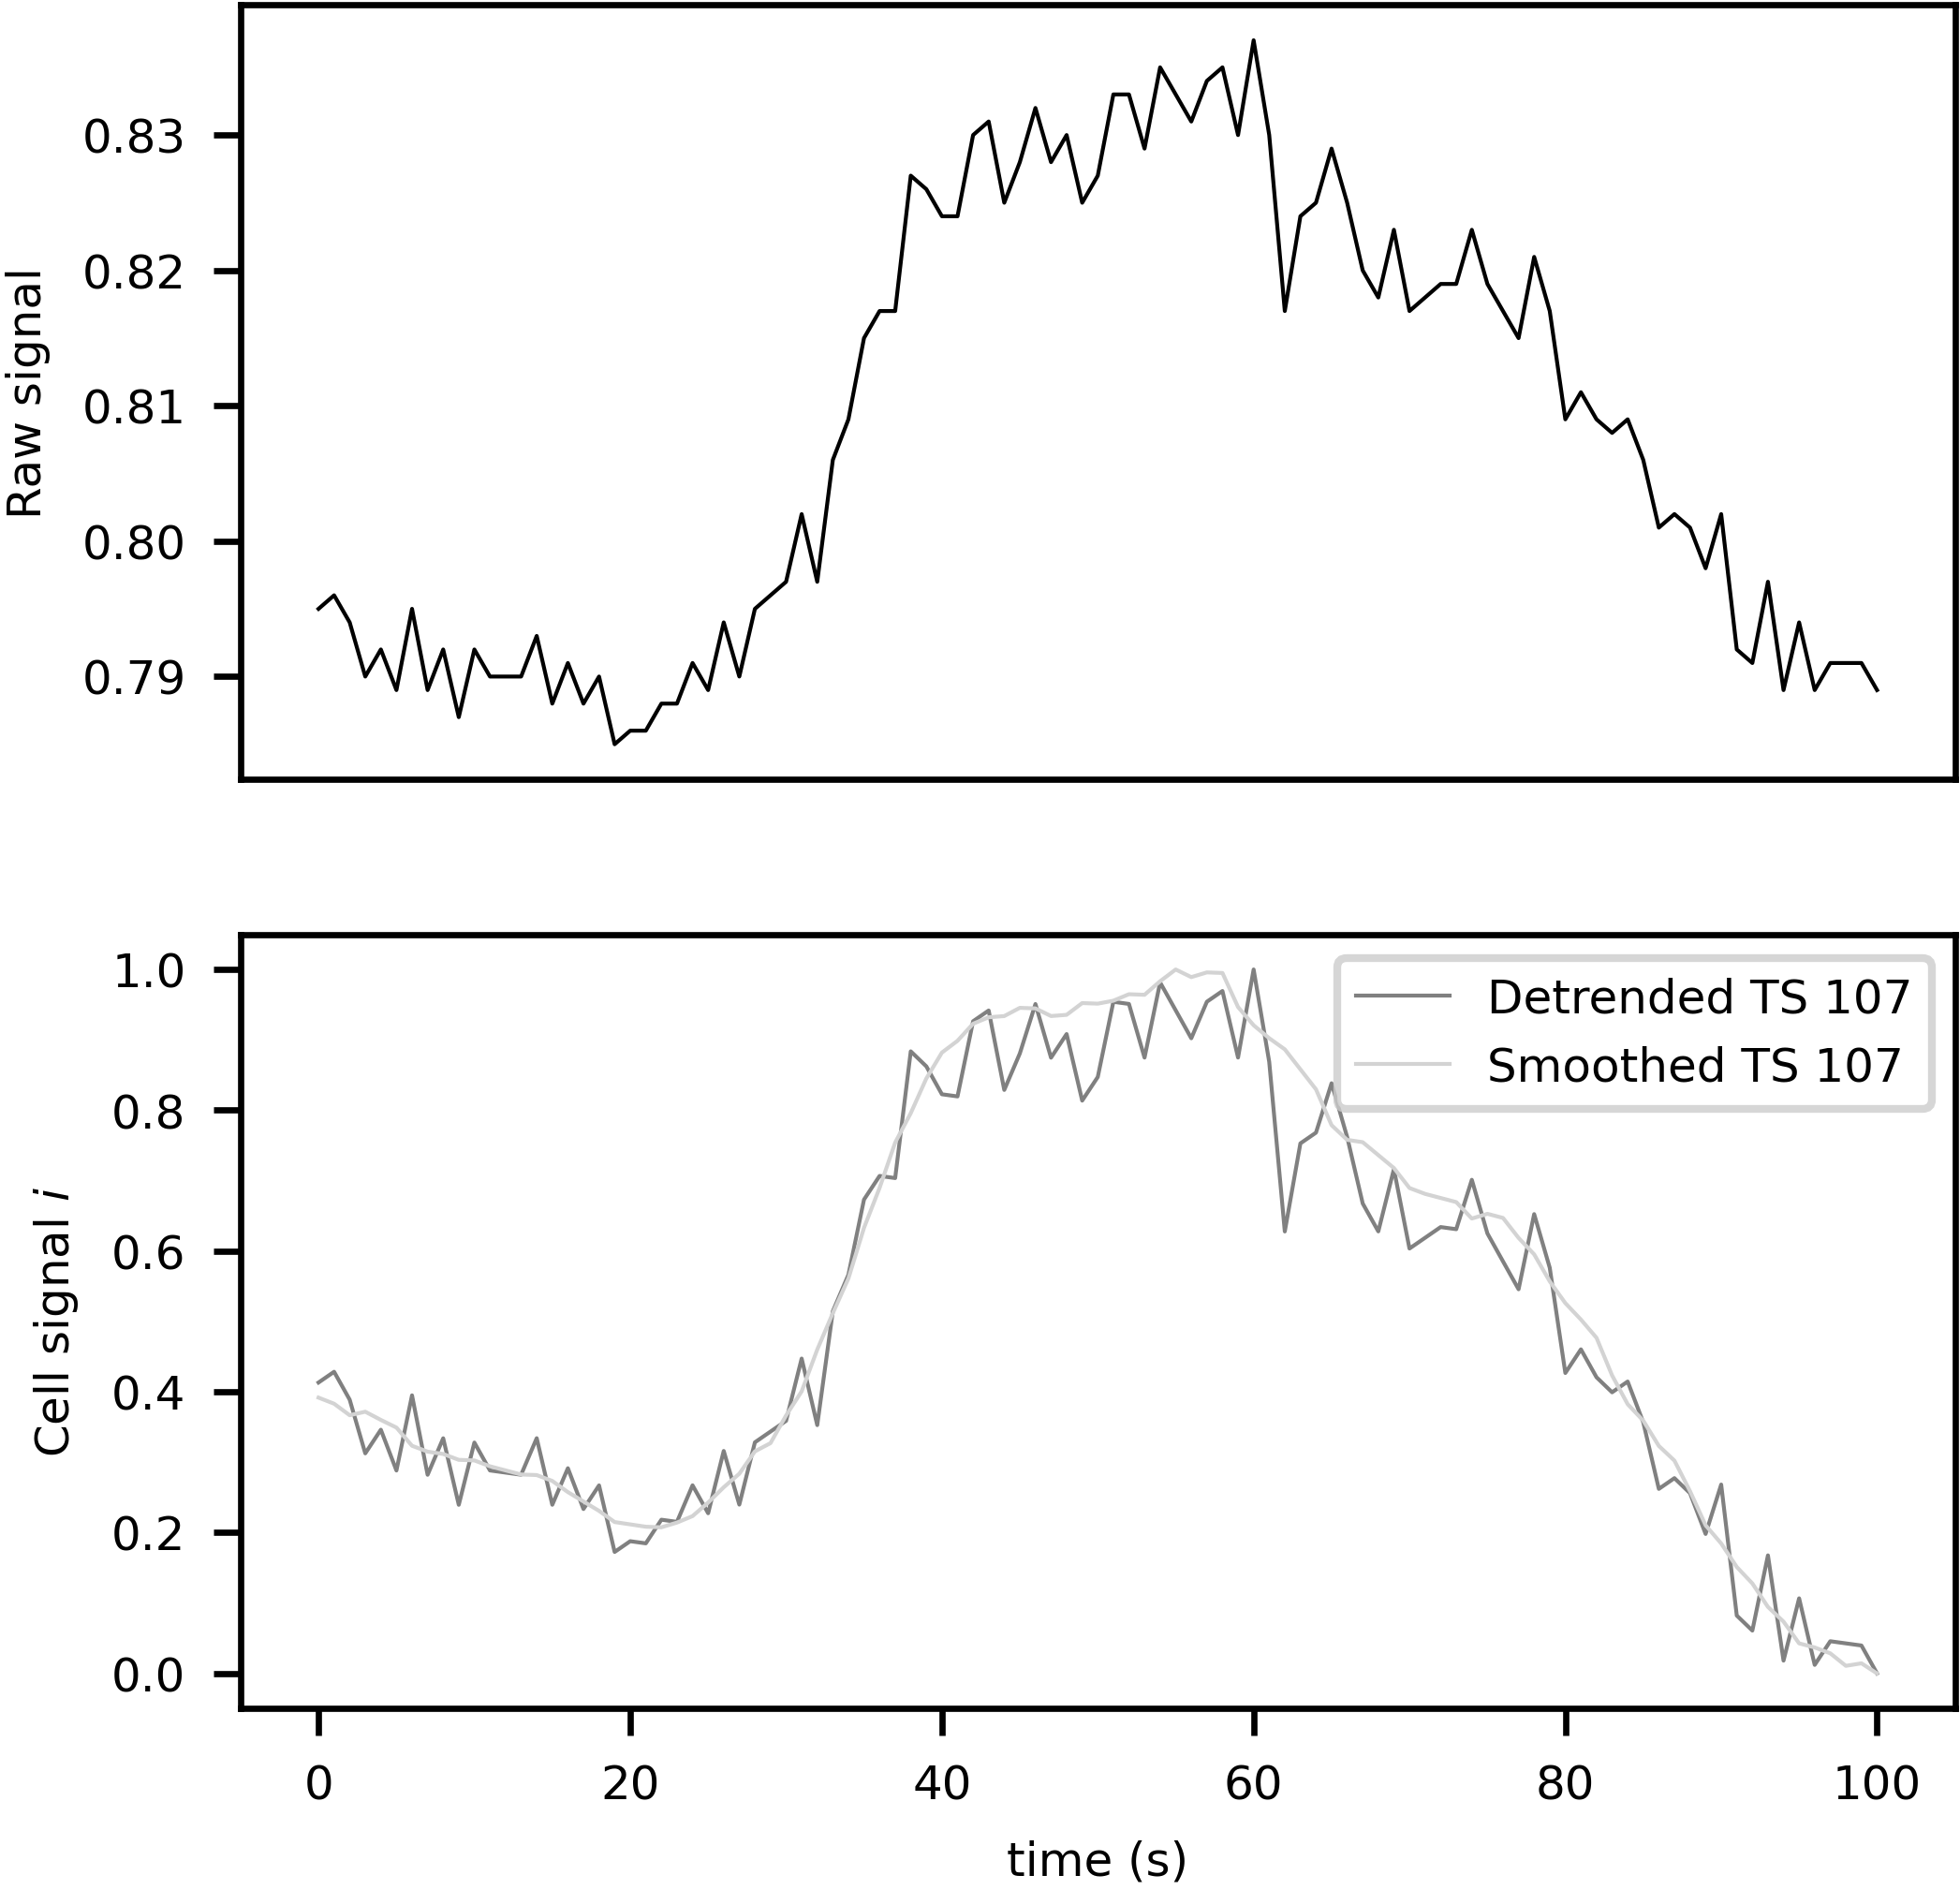 Raw signal
0.83
0.82
0.81
0.80
0.79
Cell signal i
1.0
0.8
0.6
0.4
0.2
0.0
Detrended TS 107
Smoothed TS 107
0 20 40 60 80 100
time (s)